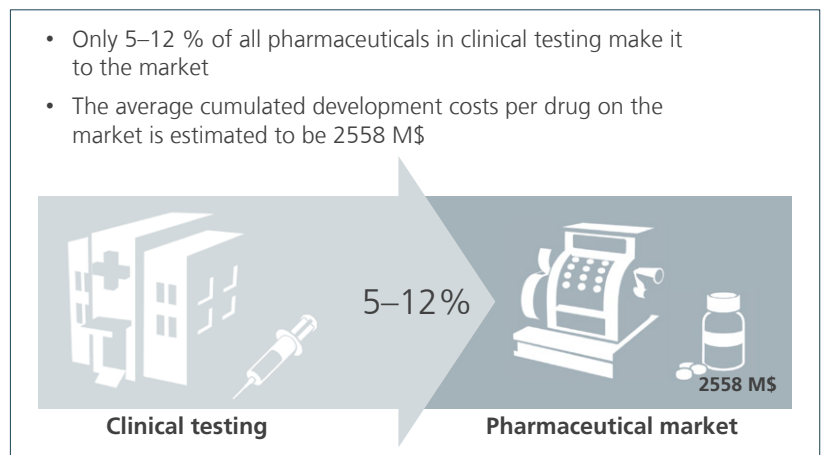 • Only 5–12 % of all pharmaceuticals in clinical testing make it
to the market
• The average cumulated development costs per drug on the
market is estimated to be 2558 M$
5–12%
2558 M$
Clinical testing
Pharmaceutical market